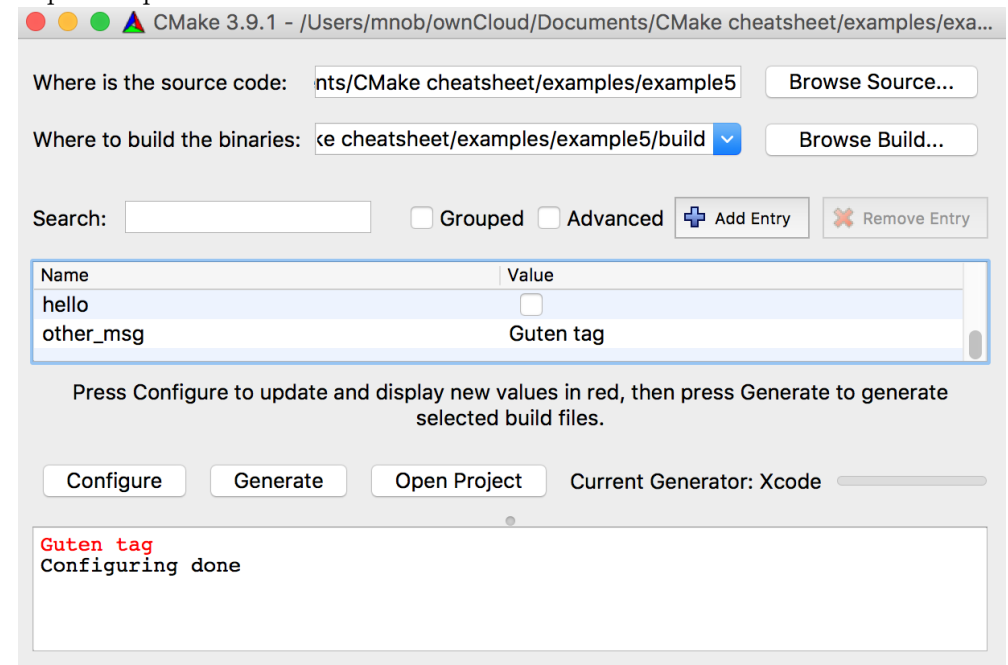 CMake 3.9.1 - /Users/mnob/ownCloud/Documents/CMake cheatsheet/examples/exa...
Where is the source code: nts/CMake cheatsheet/examples/example5 Browse Source...
Where to build the binaries: ke cheatsheet/examples/example5/build Browse Build...
Search: Grouped Advanced Add Entry Remove Entry
Name Value
hello
other_msg Guten tag
Press Configure to update and display new values in red, then press Generate to generate
selected build files.
Configure Generate Open Project Current Generator: Xcode
Guten tag
Configuring done